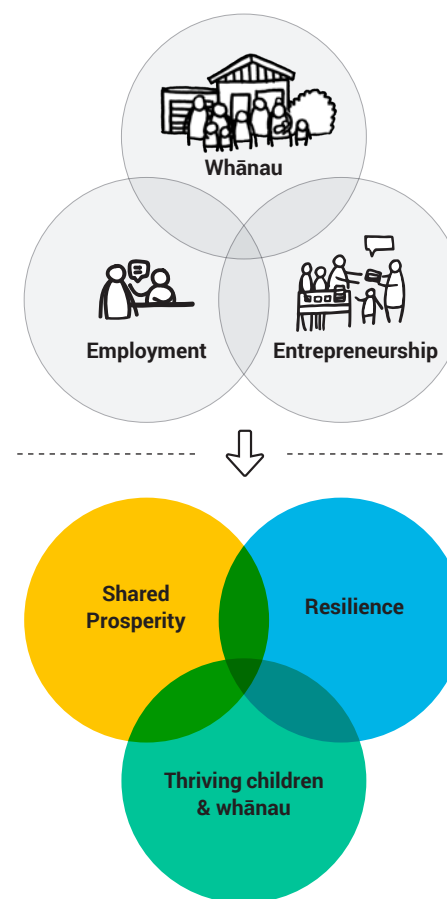 Whānau
Employment
Entrepreneurship
Shared
Prosperity
Resilience
Thriving children
& whānau